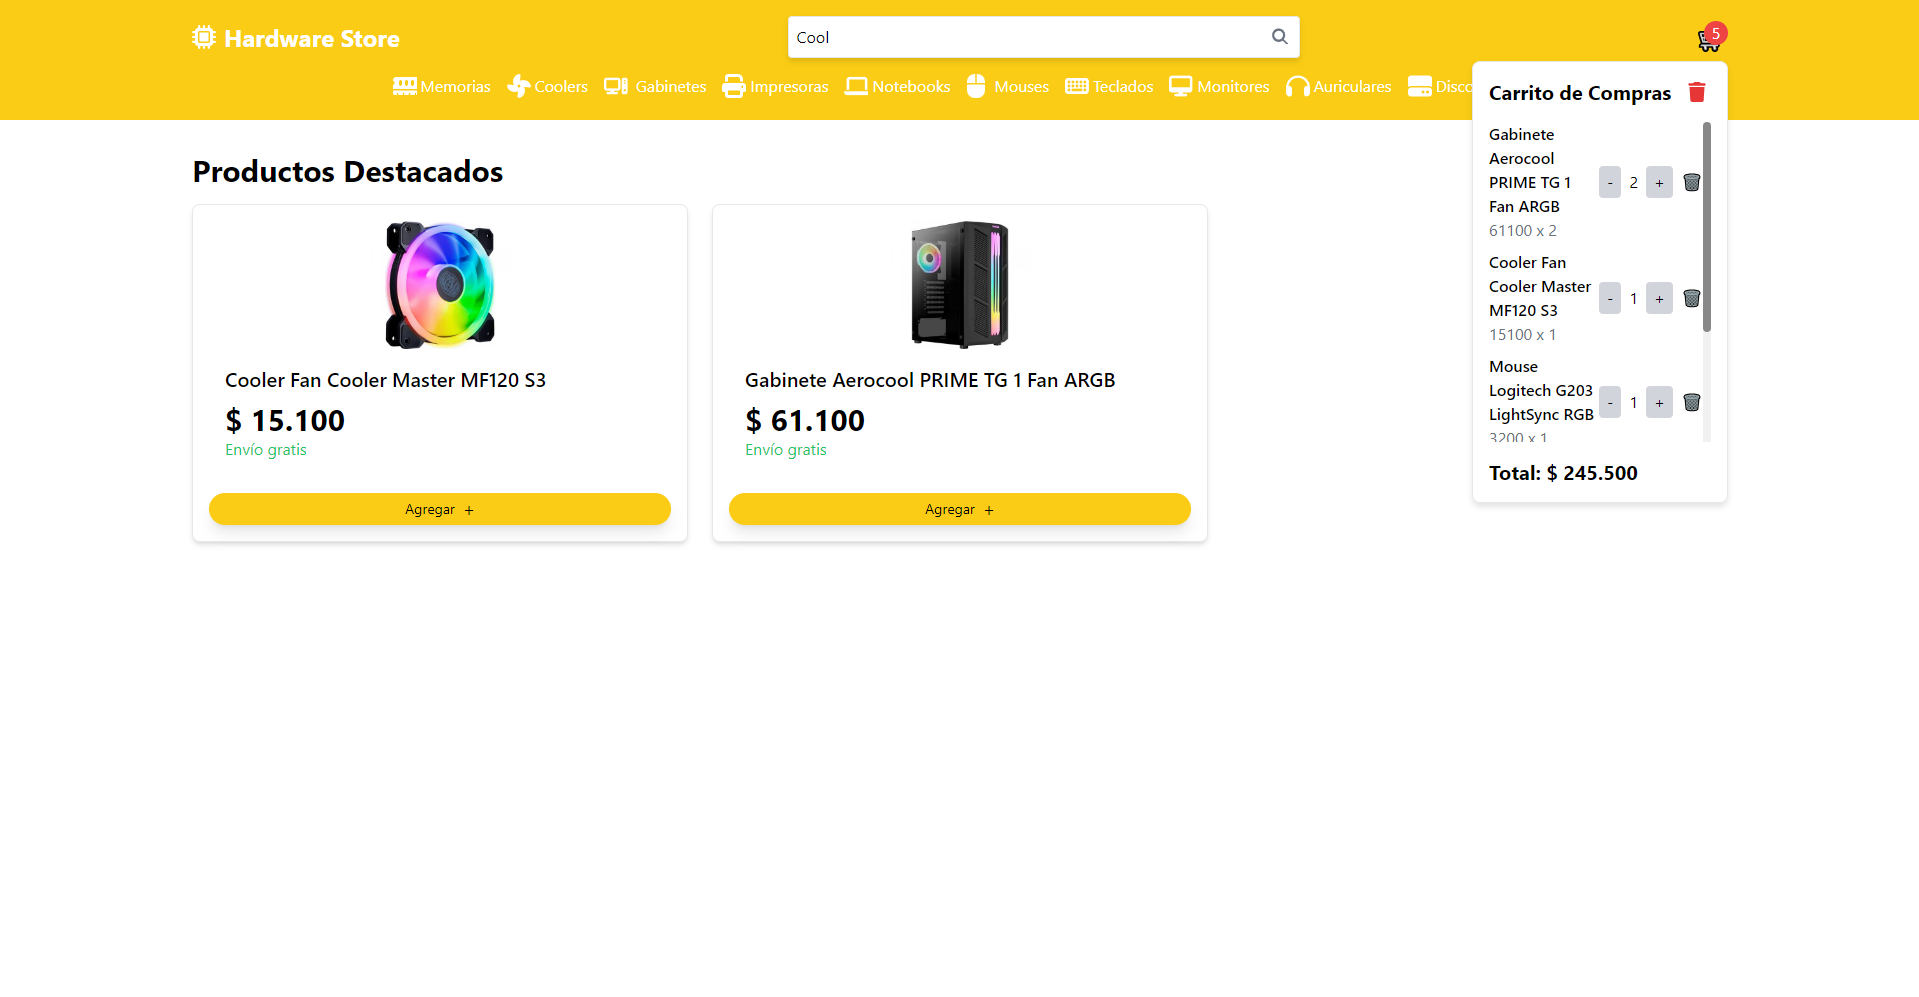 Hardware Store
Cool
5
Memorias
Coolers
Gabinetes
Impresoras
Notebooks
Mouses
Teclados
Monitores
Auriculares
Disco
Carrito de Compras
Gabinete
Aerocool
PRIME TG 1
Fan ARGB
61100 x 2
- 2 +
Cooler Fan
Cooler Master
MF120 S3
15100 x 1
- 1 +
Mouse
Logitech G203
LightSync RGB
3200 x 1
- 1 +
Total: $ 245.500
Productos Destacados
Cooler Fan Cooler Master MF120 S3
$ 15.100
Envío gratis
Agregar +
Gabinete Aerocool PRIME TG 1 Fan ARGB
$ 61.100
Envío gratis
Agregar +